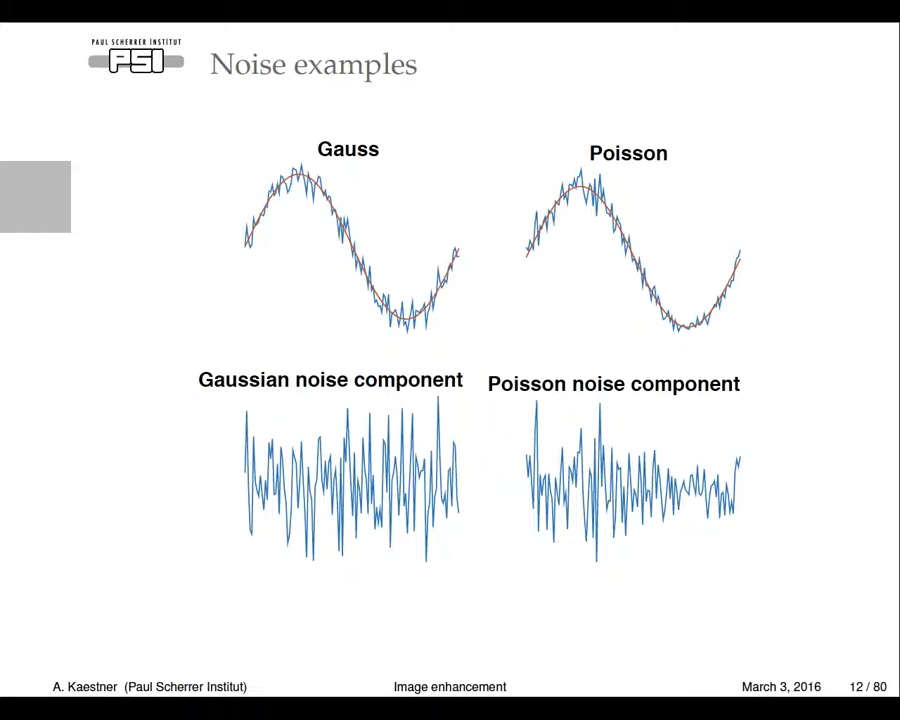 PAUL SCHERRER INSTITUT
PSI
Noise examples
Gauss
Poisson
Gaussian noise component
Poisson noise component
A. Kaestner (Paul Scherrer Institut)
Image enhancement
March 3, 2016
12 / 80